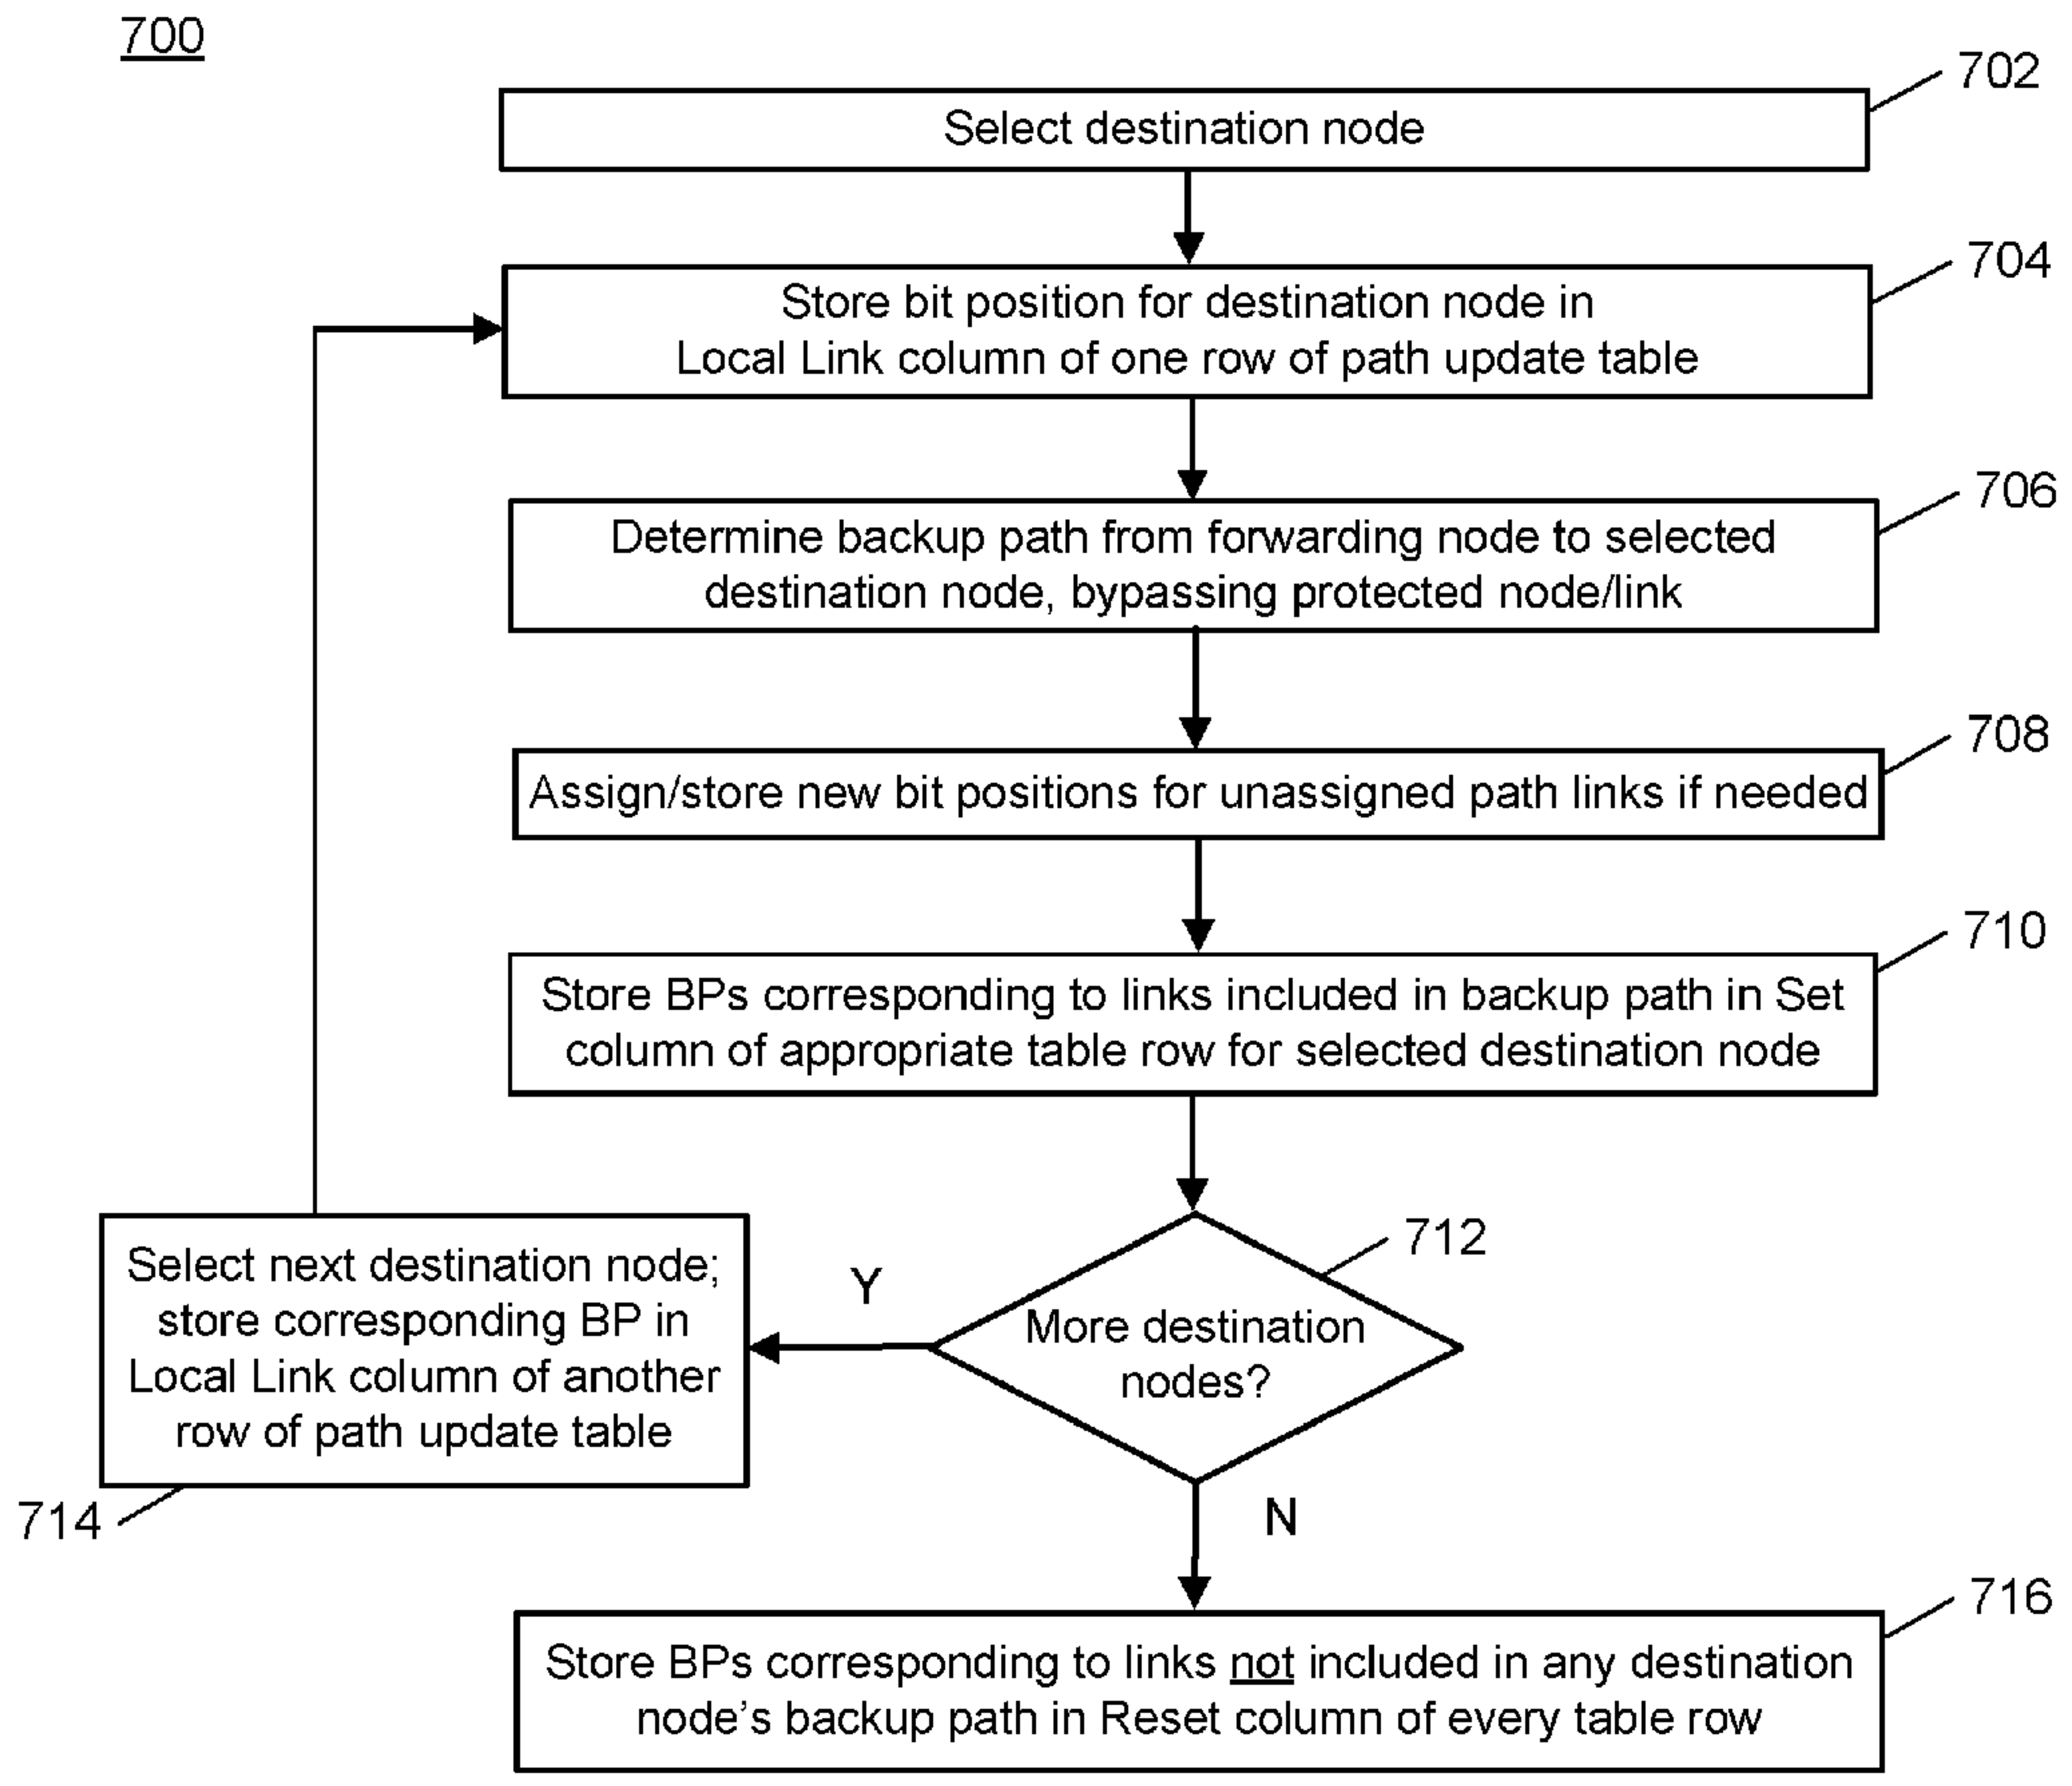 700
702
Select destination node
704
Store bit position for destination node in
Local Link column of one row of path update table
706
Determine backup path from forwarding node to selected
destination node, bypassing protected node/link
708
Assign/store new bit positions for unassigned path links if needed
710
Store BPs corresponding to links included in backup path in Set
column of appropriate table row for selected destination node
712
More destination
nodes?
Y
Select next destination node;
store corresponding BP in
Local Link column of another
row of path update table
714
N
716
Store BPs corresponding to links not included in any destination
node's backup path in Reset column of every table row